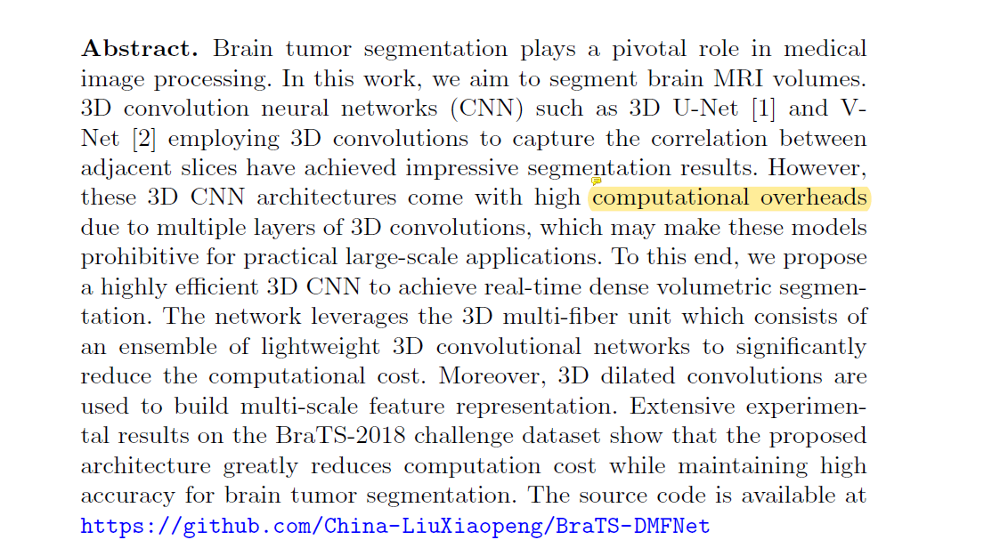 Abstract. Brain tumor segmentation plays a pivotal role in medical
image processing. In this work, we aim to segment brain MRI volumes.
3D convolution neural networks (CNN) such as 3D U-Net [1] and V-
Net [2] employing 3D convolutions to capture the correlation between
adjacent slices have achieved impressive segmentation results. However,
these 3D CNN architectures come with high computational overheads
due to multiple layers of 3D convolutions, which may make these models
prohibitive for practical large-scale applications. To this end, we propose
a highly efficient 3D CNN to achieve real-time dense volumetric segmen-
tation. The network leverages the 3D multi-fiber unit which consists of
an ensemble of lightweight 3D convolutional networks to significantly
reduce the computational cost. Moreover, 3D dilated convolutions are
used to build multi-scale feature representation. Extensive experimen-
tal results on the BraTS-2018 challenge dataset show that the proposed
architecture greatly reduces computation cost while maintaining high
accuracy for brain tumor segmentation. The source code is available at
https://github.com/China-LiuXiaopeng/BraTS-DMFNet